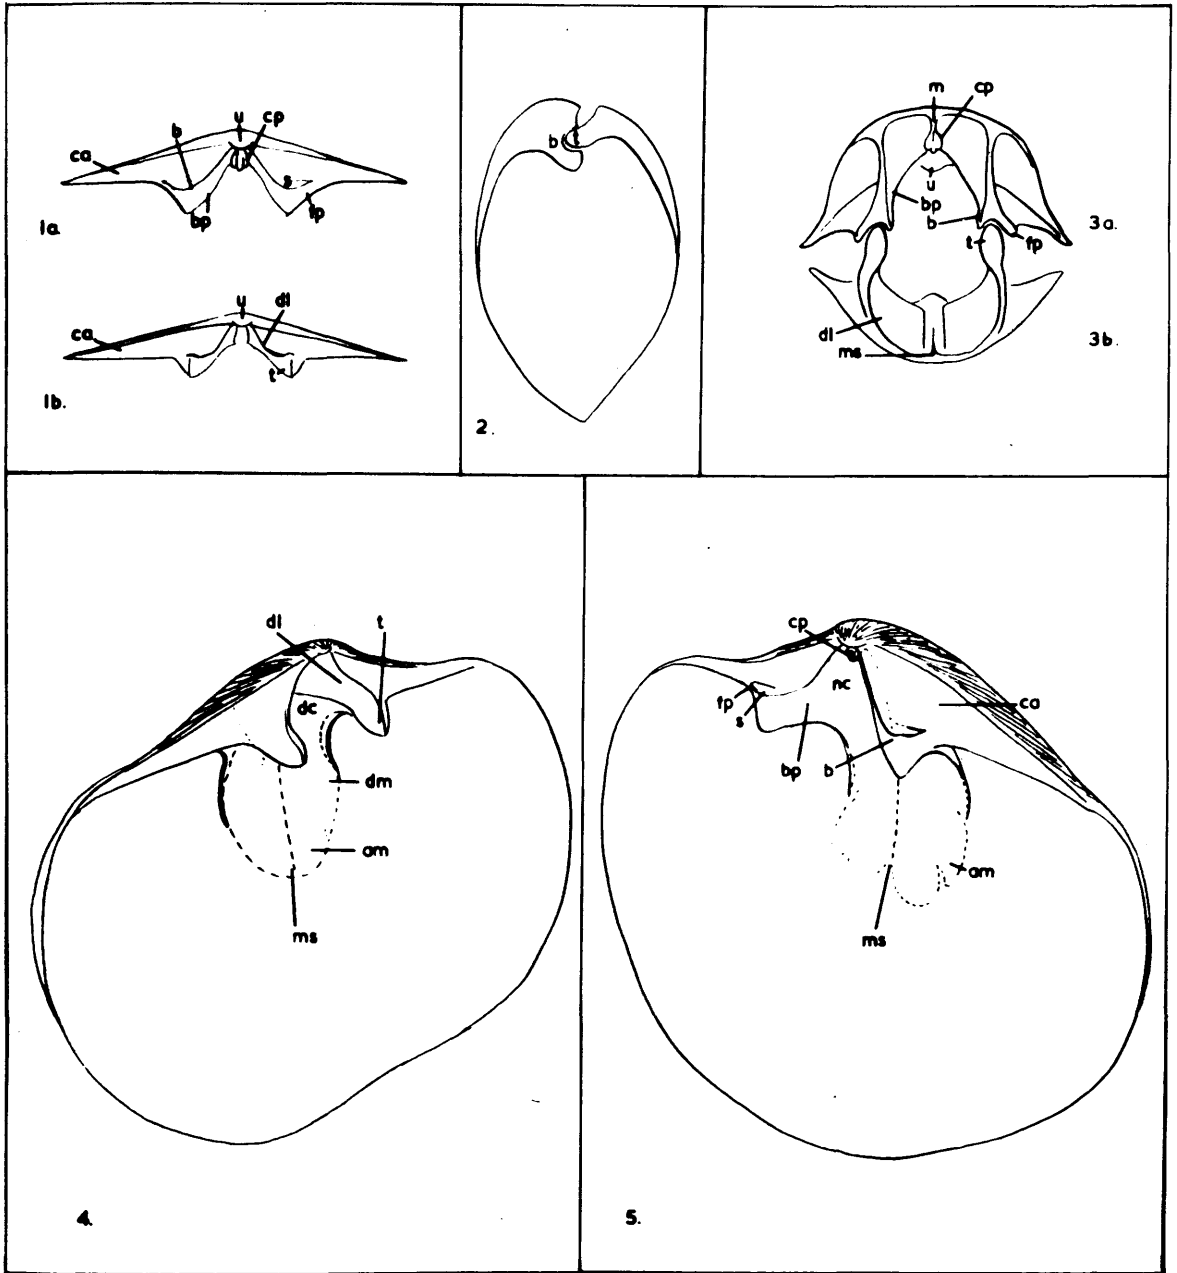 u cp
b
ca
s
bp fp
1a.
u dl
ca
t
1b.
b t
2.
m cp
u
bp
b
t fp
3a.
dl
ms
3b.
dl t
dc
dm
am
ms
4.
cp
nc
fp
s
ca
bp b
am
ms
5.